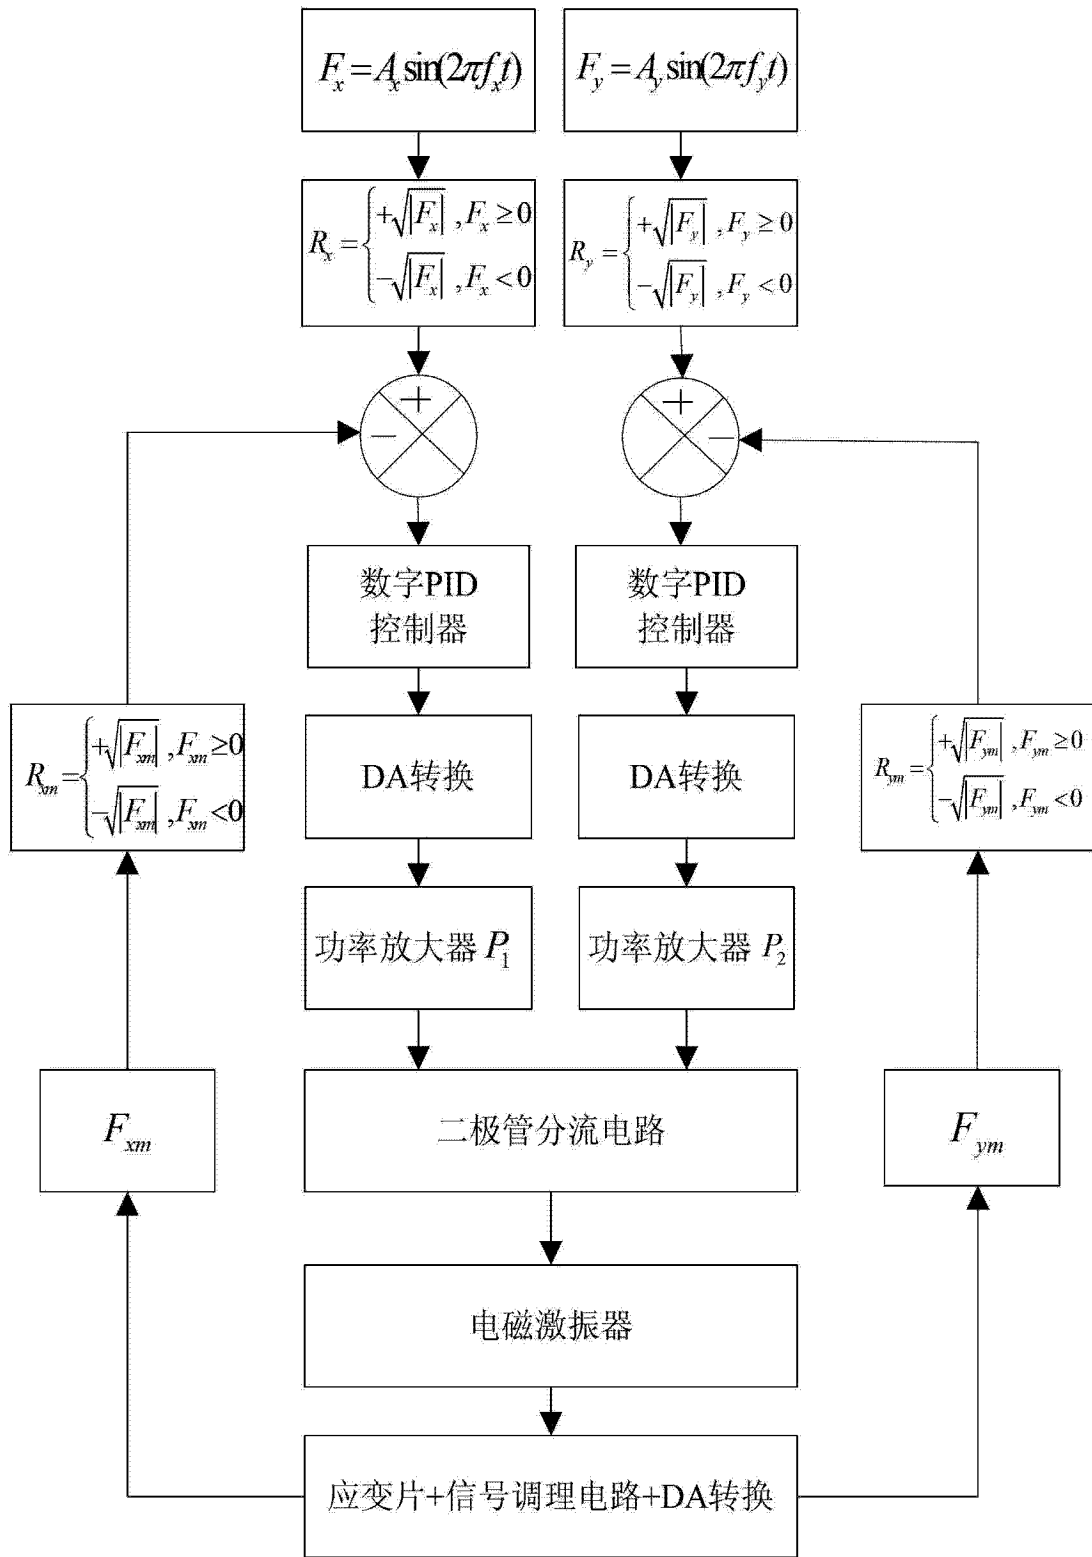 F_x=A_x sin(2πf_x t)
F_y=A_y sin(2πf_y t)
R_x={+√|F_x| ,F_x≥0
−√|F_x| ,F_x<0
R_y={+√|F_y| ,F_y≥0
−√|F_y| ,F_y<0
+
−
+
−
数字PID
控制器
数字PID
控制器
R_xm={+√|F_xm| ,F_xm≥0
−√|F_xm| ,F_xm<0
DA转换
DA转换
R_ym={+√|F_ym| ,F_ym≥0
−√|F_ym| ,F_ym<0
功率放大器 P_1
功率放大器 P_2
F_xm
二极管分流电路
F_ym
电磁激振器
应变片+信号调理电路+DA转换